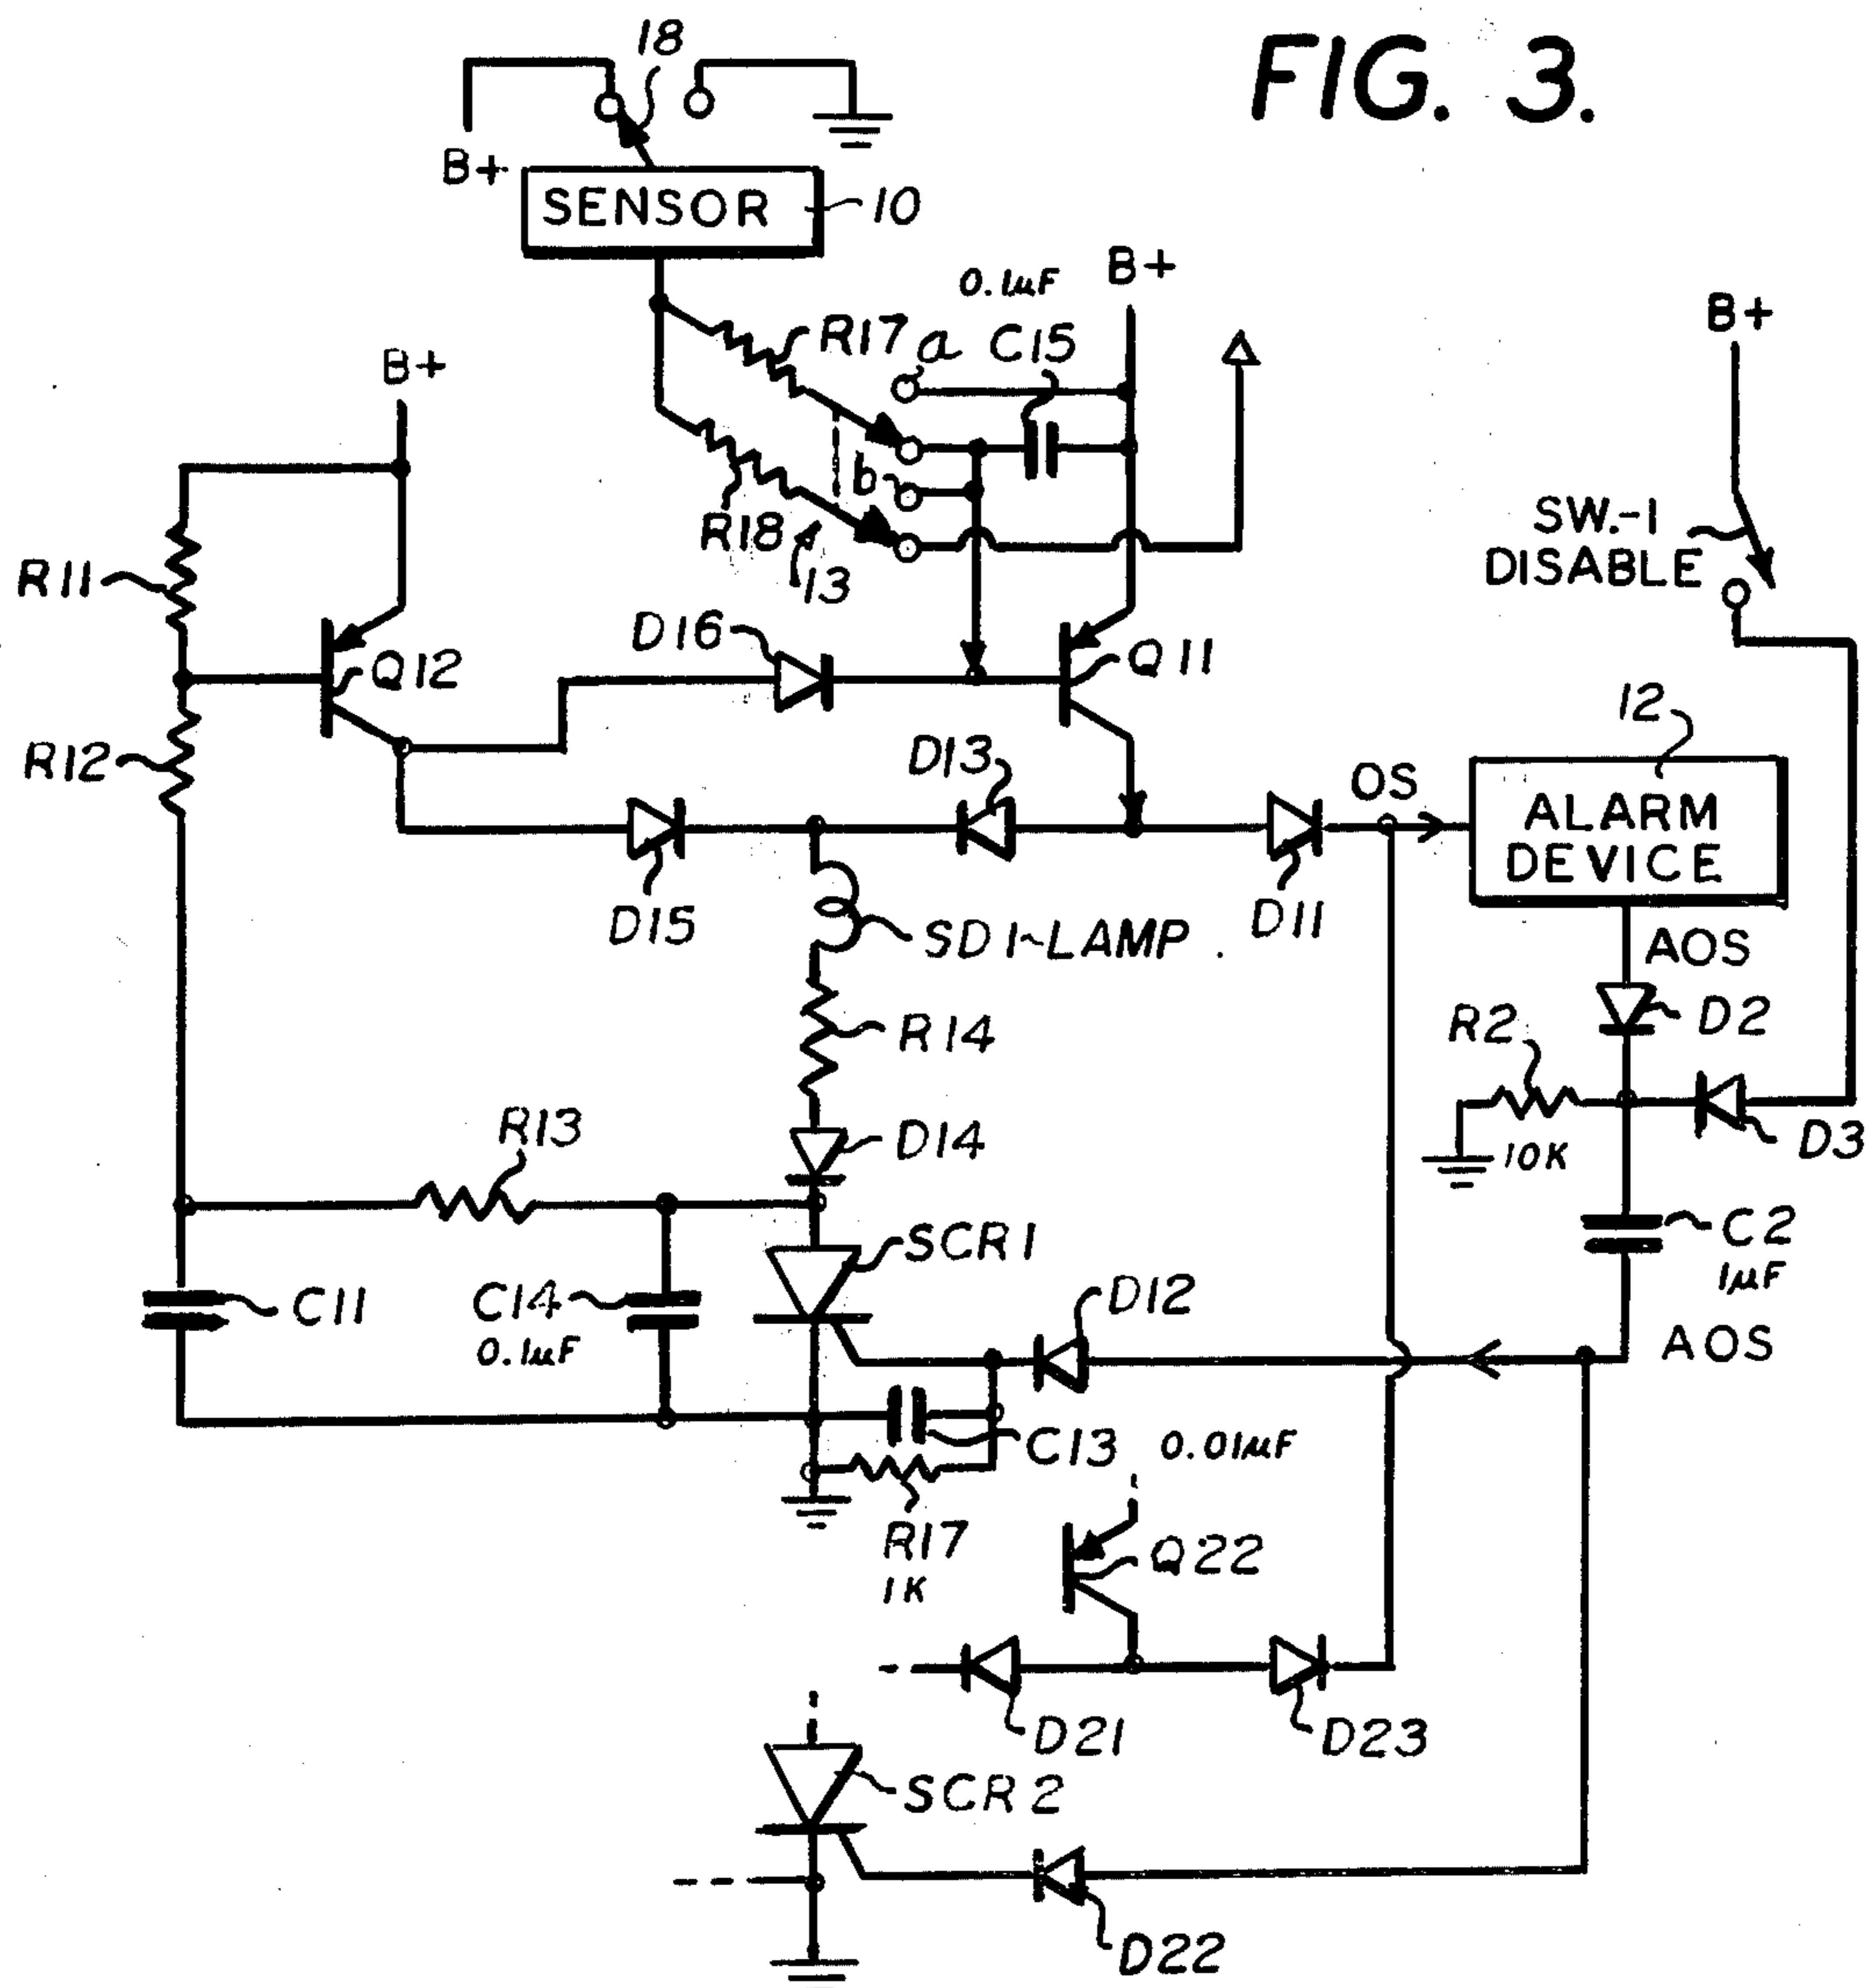 FIG. 3.
18
B+
SENSOR
10
0.1µF
B+
B+
R17
a
C15
B+
b
R18
13
SW.-1
DISABLE
R11
D16
Q12
Q11
12
R12
D13
OS
ALARM
DEVICE
D15
SD1~LAMP
D11
AOS
R14
R2
D2
R13
D14
10K
D3
SCR1
C2
1µF
C11
C14
0.1µF
D12
AOS
C13
0.01µF
R17
1K
Q22
D21
D23
SCR2
D22